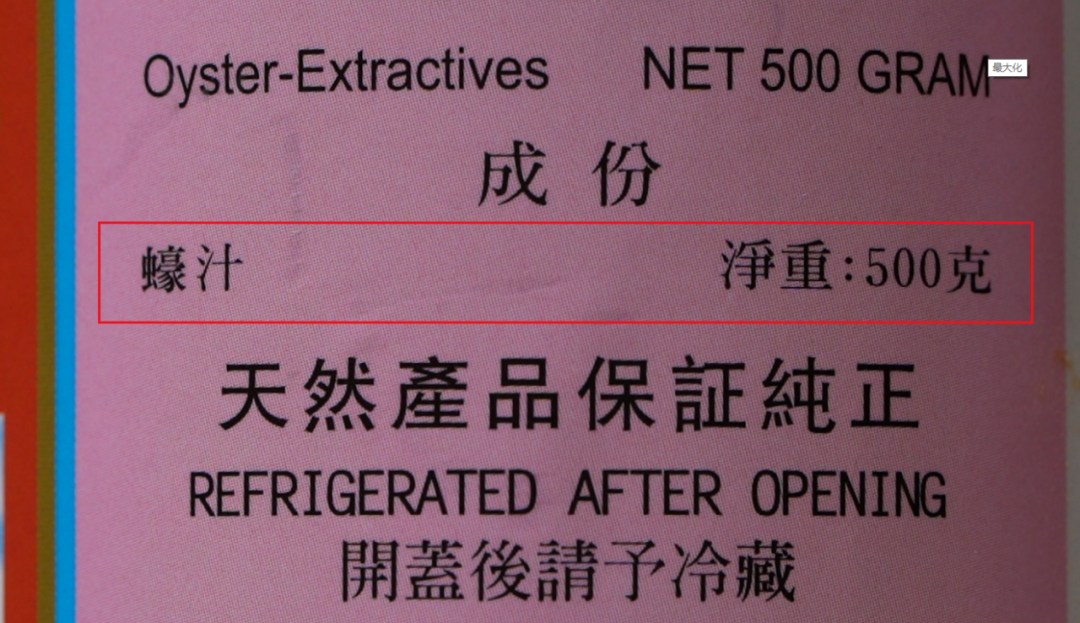 Oyster-Extractives NET 500 GRAM
最大化
成份
蠔汁 淨重:500克
天然產品保証純正
REFRIGERATED AFTER OPENING
開蓋後請予冷藏